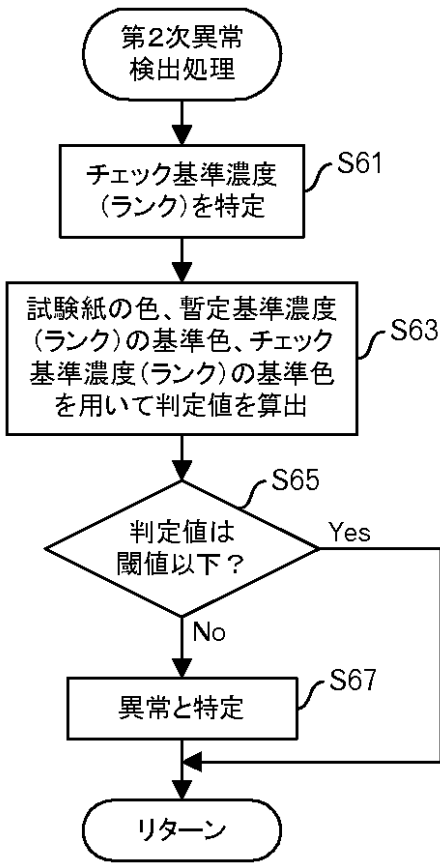 第2次異常
検出処理
S61
チェック基準濃度
(ランク)を特定
S63
試験紙の色、暫定基準濃度
(ランク)の基準色、チェック
基準濃度(ランク)の基準色
を用いて判定値を算出
S65
判定値は
閾値以下？
Yes
No
S67
異常と特定
リターン